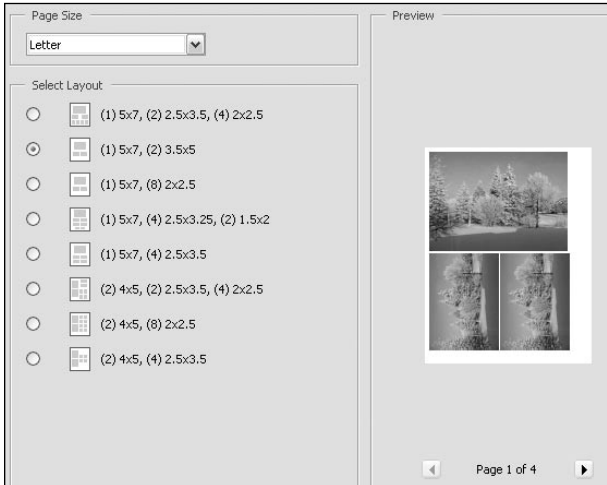 Page Size
Letter
Select Layout
(1) 5x7, (2) 2.5x3.5, (4) 2x2.5
(1) 5x7, (2) 3.5x5
(1) 5x7, (8) 2x2.5
(1) 5x7, (4) 2.5x3.25, (2) 1.5x2
(1) 5x7, (4) 2.5x3.5
(2) 4x5, (2) 2.5x3.5, (4) 2x2.5
(2) 4x5, (8) 2x2.5
(2) 4x5, (4) 2.5x3.5
Preview
Page 1 of 4